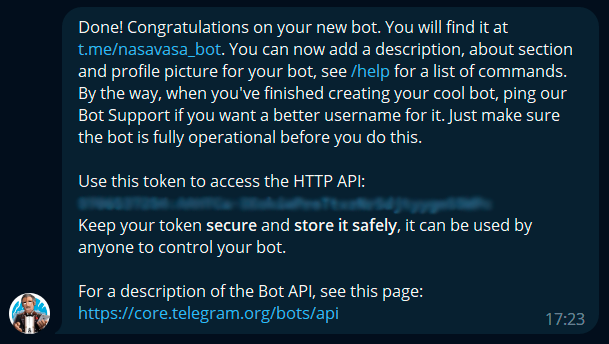 Done! Congratulations on your new bot. You will find it at
t.me/nasavasa_bot. You can now add a description, about section
and profile picture for your bot, see /help for a list of commands.
By the way, when you've finished creating your cool bot, ping our
Bot Support if you want a better username for it. Just make sure
the bot is fully operational before you do this.
Use this token to access the HTTP API:
Keep your token secure and store it safely, it can be used by
anyone to control your bot.
For a description of the Bot API, see this page:
https://core.telegram.org/bots/api
17:23